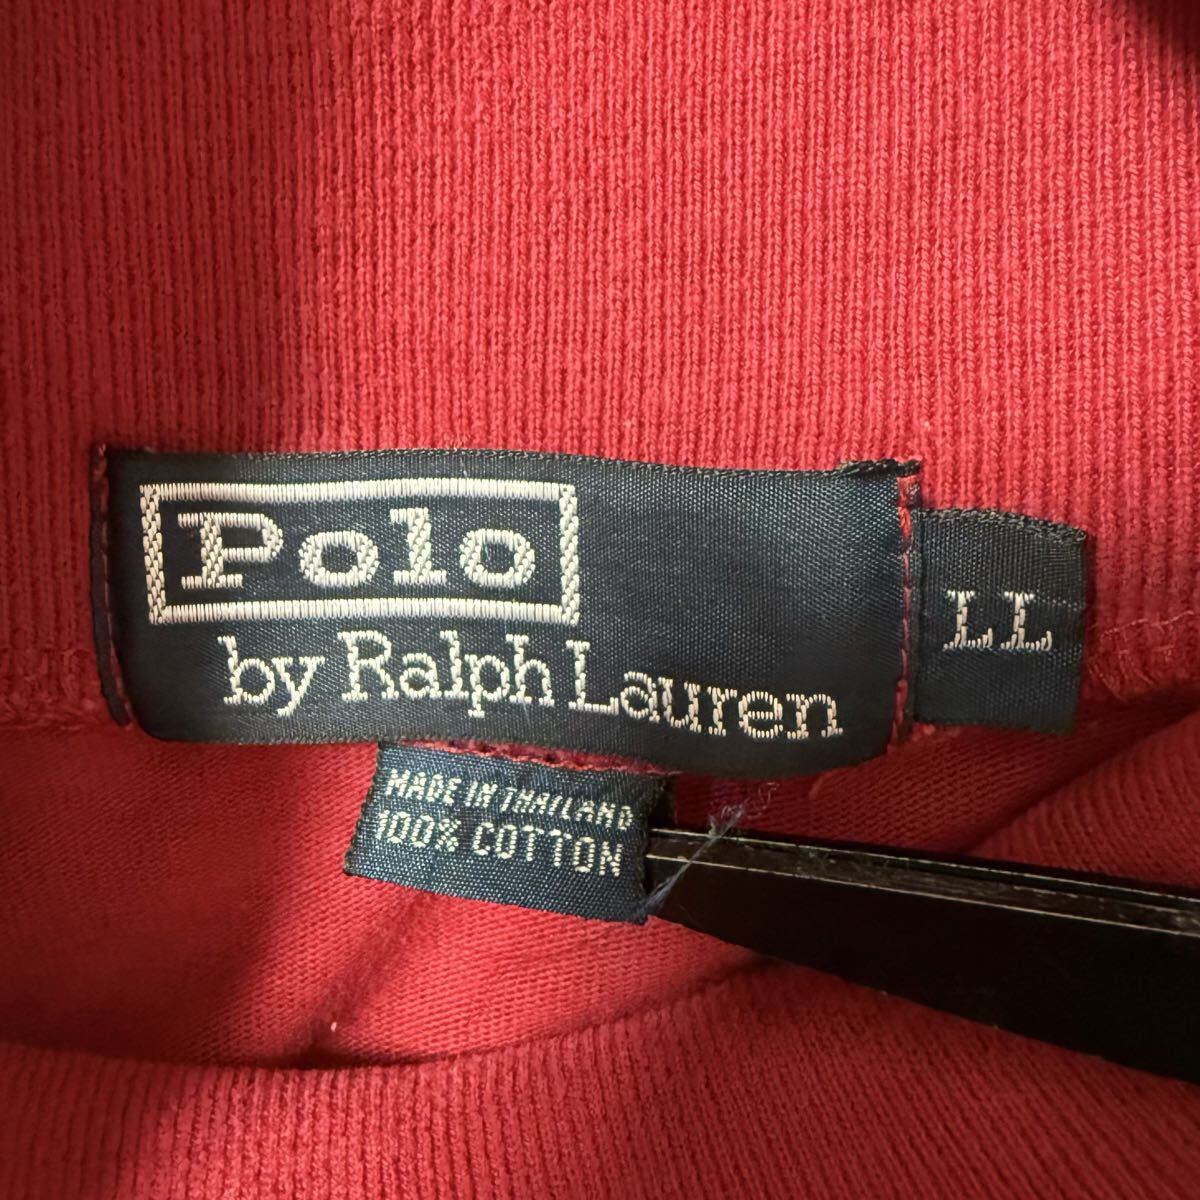 Polo
by Ralph Lauren
LL
MADE IN THAILAND
100% COTTON